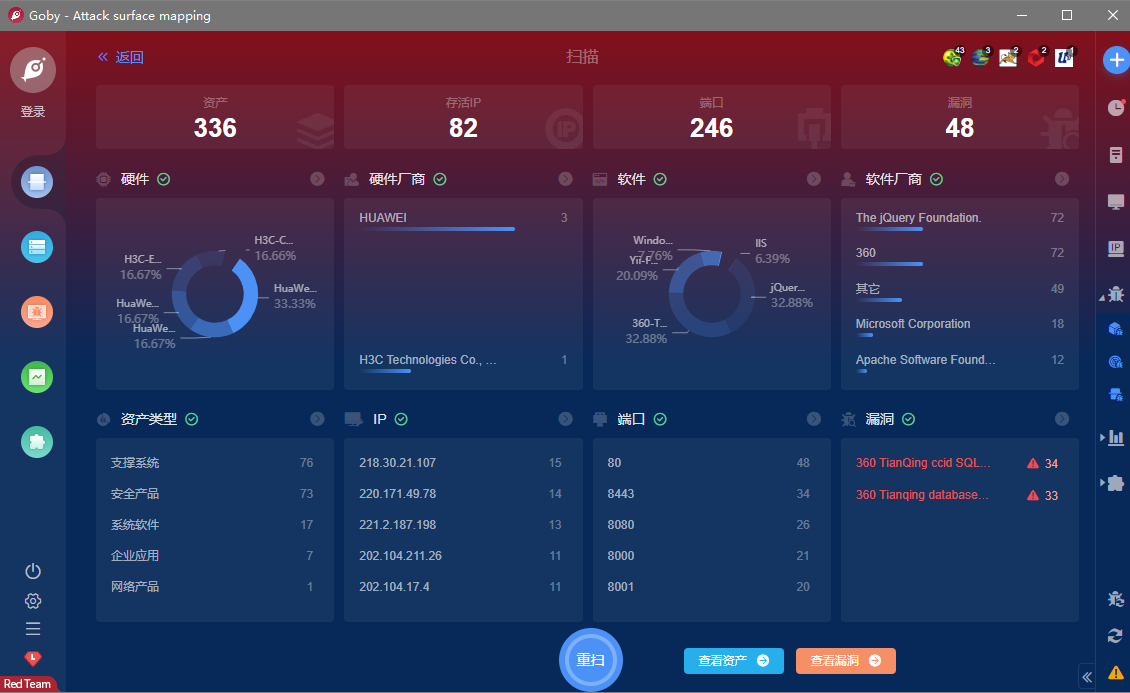 Goby - Attack surface mapping
登录
返回
扫描
43
3
2
2
1
资产
336
存活IP
82
端口
246
漏洞
48
硬件
硬件厂商
软件
软件厂商
H3C-C...
16.66%
H3C-E...
16.67%
HuaWe...
33.33%
HuaWe...
16.67%
HuaWe...
16.67%
HUAWEI 3
H3C Technologies Co., ... 1
Windo...
7.76%
IIS
6.39%
Yii-F...
20.09%
jQuer...
32.88%
360-T...
32.88%
The jQuery Foundation. 72
360 72
其它 49
Microsoft Corporation 18
Apache Software Found... 12
资产类型
IP
端口
漏洞
支撑系统 76
安全产品 73
系统软件 17
企业应用 7
网络产品 1
218.30.21.107 15
220.171.49.78 14
221.2.187.198 13
202.104.211.26 11
202.104.17.4 11
80 48
8443 34
8080 26
8000 21
8001 20
360 TianQing ccid SQL... 34
360 Tianqing database... 33
重扫
查看资产
查看漏洞
Red Team
IP
IP